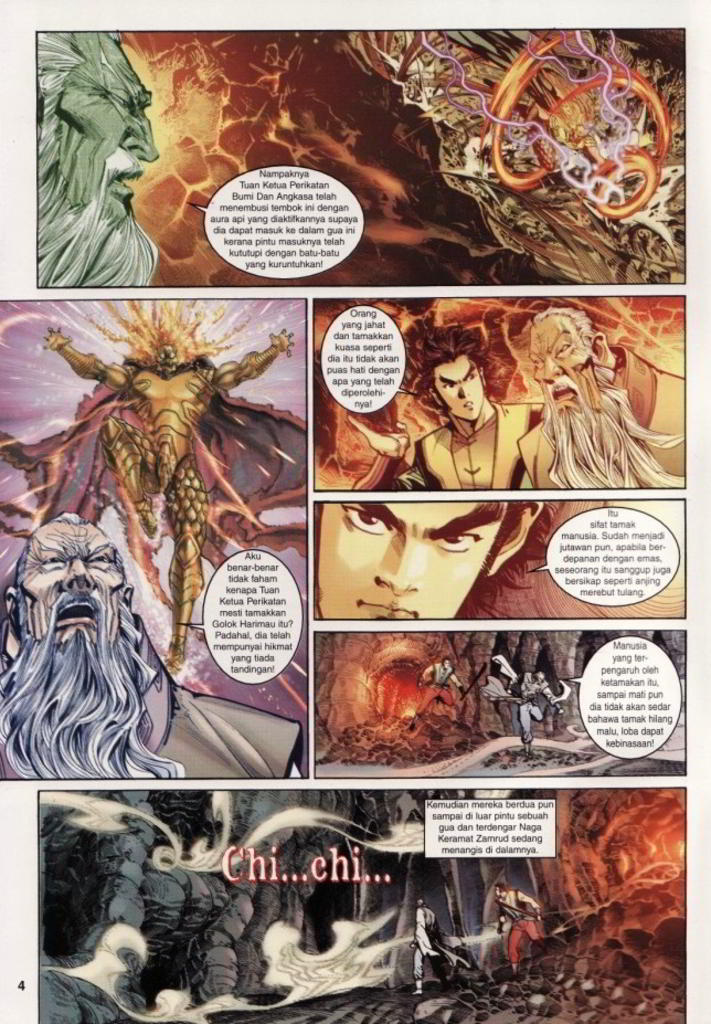 Nampaknya
Tuan Ketua Perikatan
Bumi Dan Angkasa telah
menembusi tembok ini dengan
aura api yang diaktifkannya supaya
dia dapat masuk ke dalam gua ini
kerana pintu masuknya telah
kututupi dengan batu-batu
yang kuruntuhkan!
Aku
benar-benar
tidak faham
kenapa Tuan
Ketua Perikatan
mesti tamakkan
Golok Harimau itu?
Padahal, dia telah
mempunyai hikmat
yang tiada
tandingan!
Orang
yang jahat
dan tamakkan
kuasa seperti
dia itu tidak akan
puas hati dengan
apa yang telah
diperolehi-
nya!
Itu
sifat tamak
manusia. Sudah menjadi
jutawan pun, apabila ber-
depanan dengan emas,
seseorang itu sanggup juga
bersikap seperti anjing
merebut tulang.
Manusia
yang ter-
pengaruh oleh
ketamakan itu,
sampai mati pun
dia tidak akan sedar
bahawa tamak hilang
malu, loba dapat
kebinasaan!
Kemudian mereka berdua pun
sampai di luar pintu sebuah
gua dan terdengar Naga
Keramat Zamrud sedang
menangis di dalamnya.
Chi...chi...
4